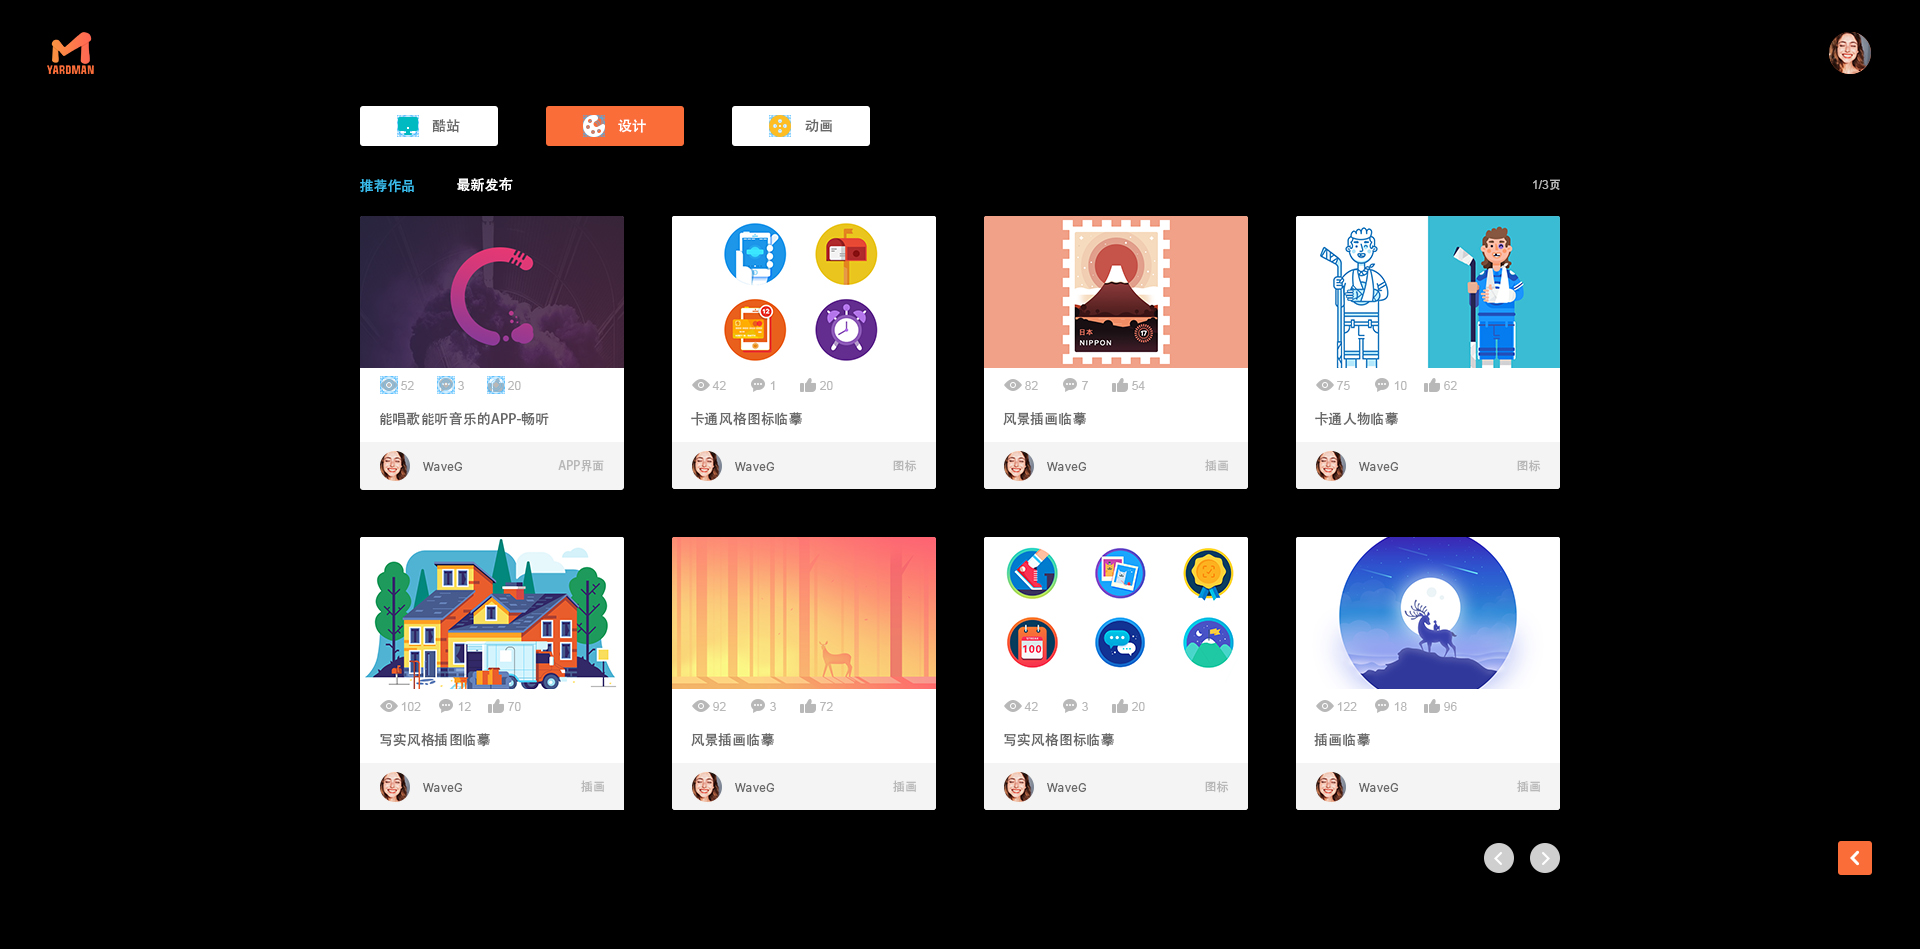 YARDMAN
酷站
设计
动画
推荐作品
最新发布
1/3页
12
日本
NIPPON
17
52 3 20
42 1 20
82 7 54
75 10 62
能唱歌能听音乐的APP-畅听
卡通风格图标临摹
风景插画临摹
卡通人物临摹
WaveG APP界面
WaveG 图标
WaveG 插画
WaveG 图标
100
102 12 70
92 3 72
42 3 20
122 18 96
写实风格插图临摹
风景插画临摹
写实风格图标临摹
插画临摹
WaveG 插画
WaveG 插画
WaveG 图标
WaveG 插画